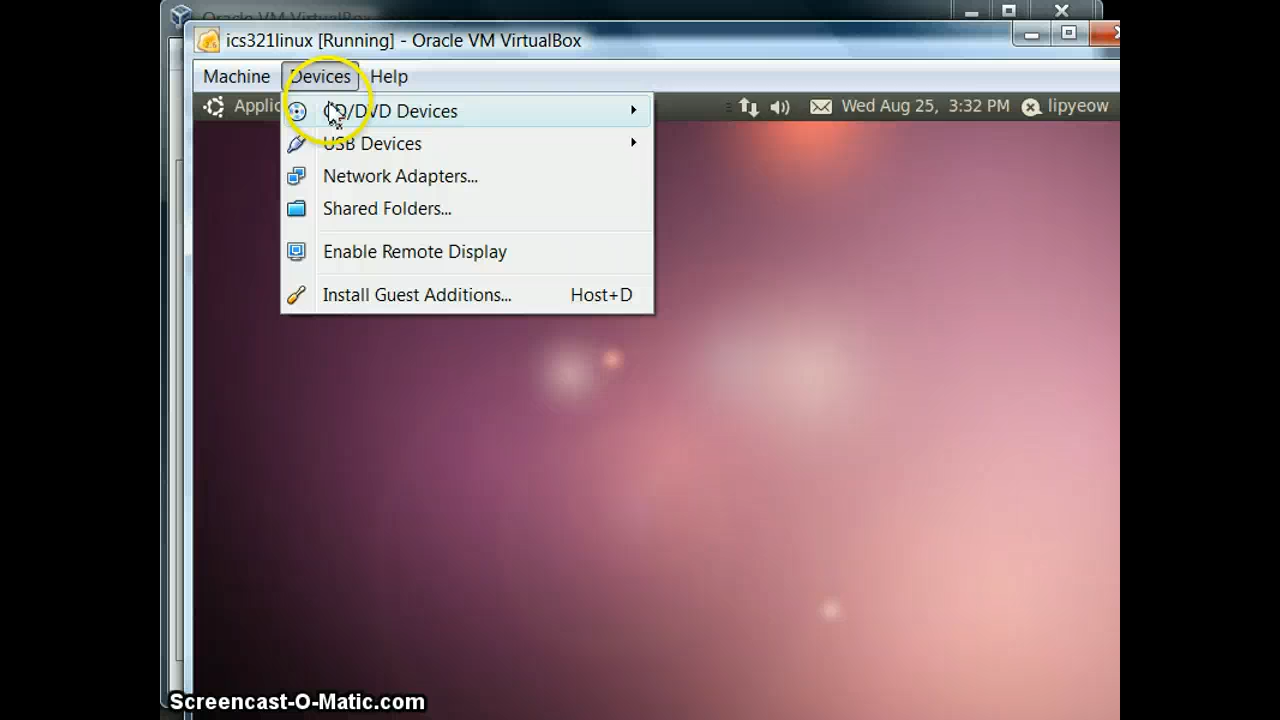 Oracle VM VirtualBox
ics321linux [Running] - Oracle VM VirtualBox
Machine Devices Help
Applic Wed Aug 25, 3:32 PM lipyeow
CD/DVD Devices
USB Devices
Network Adapters...
Shared Folders...
Enable Remote Display
Install Guest Additions... Host+D
Screencast-O-Matic.com